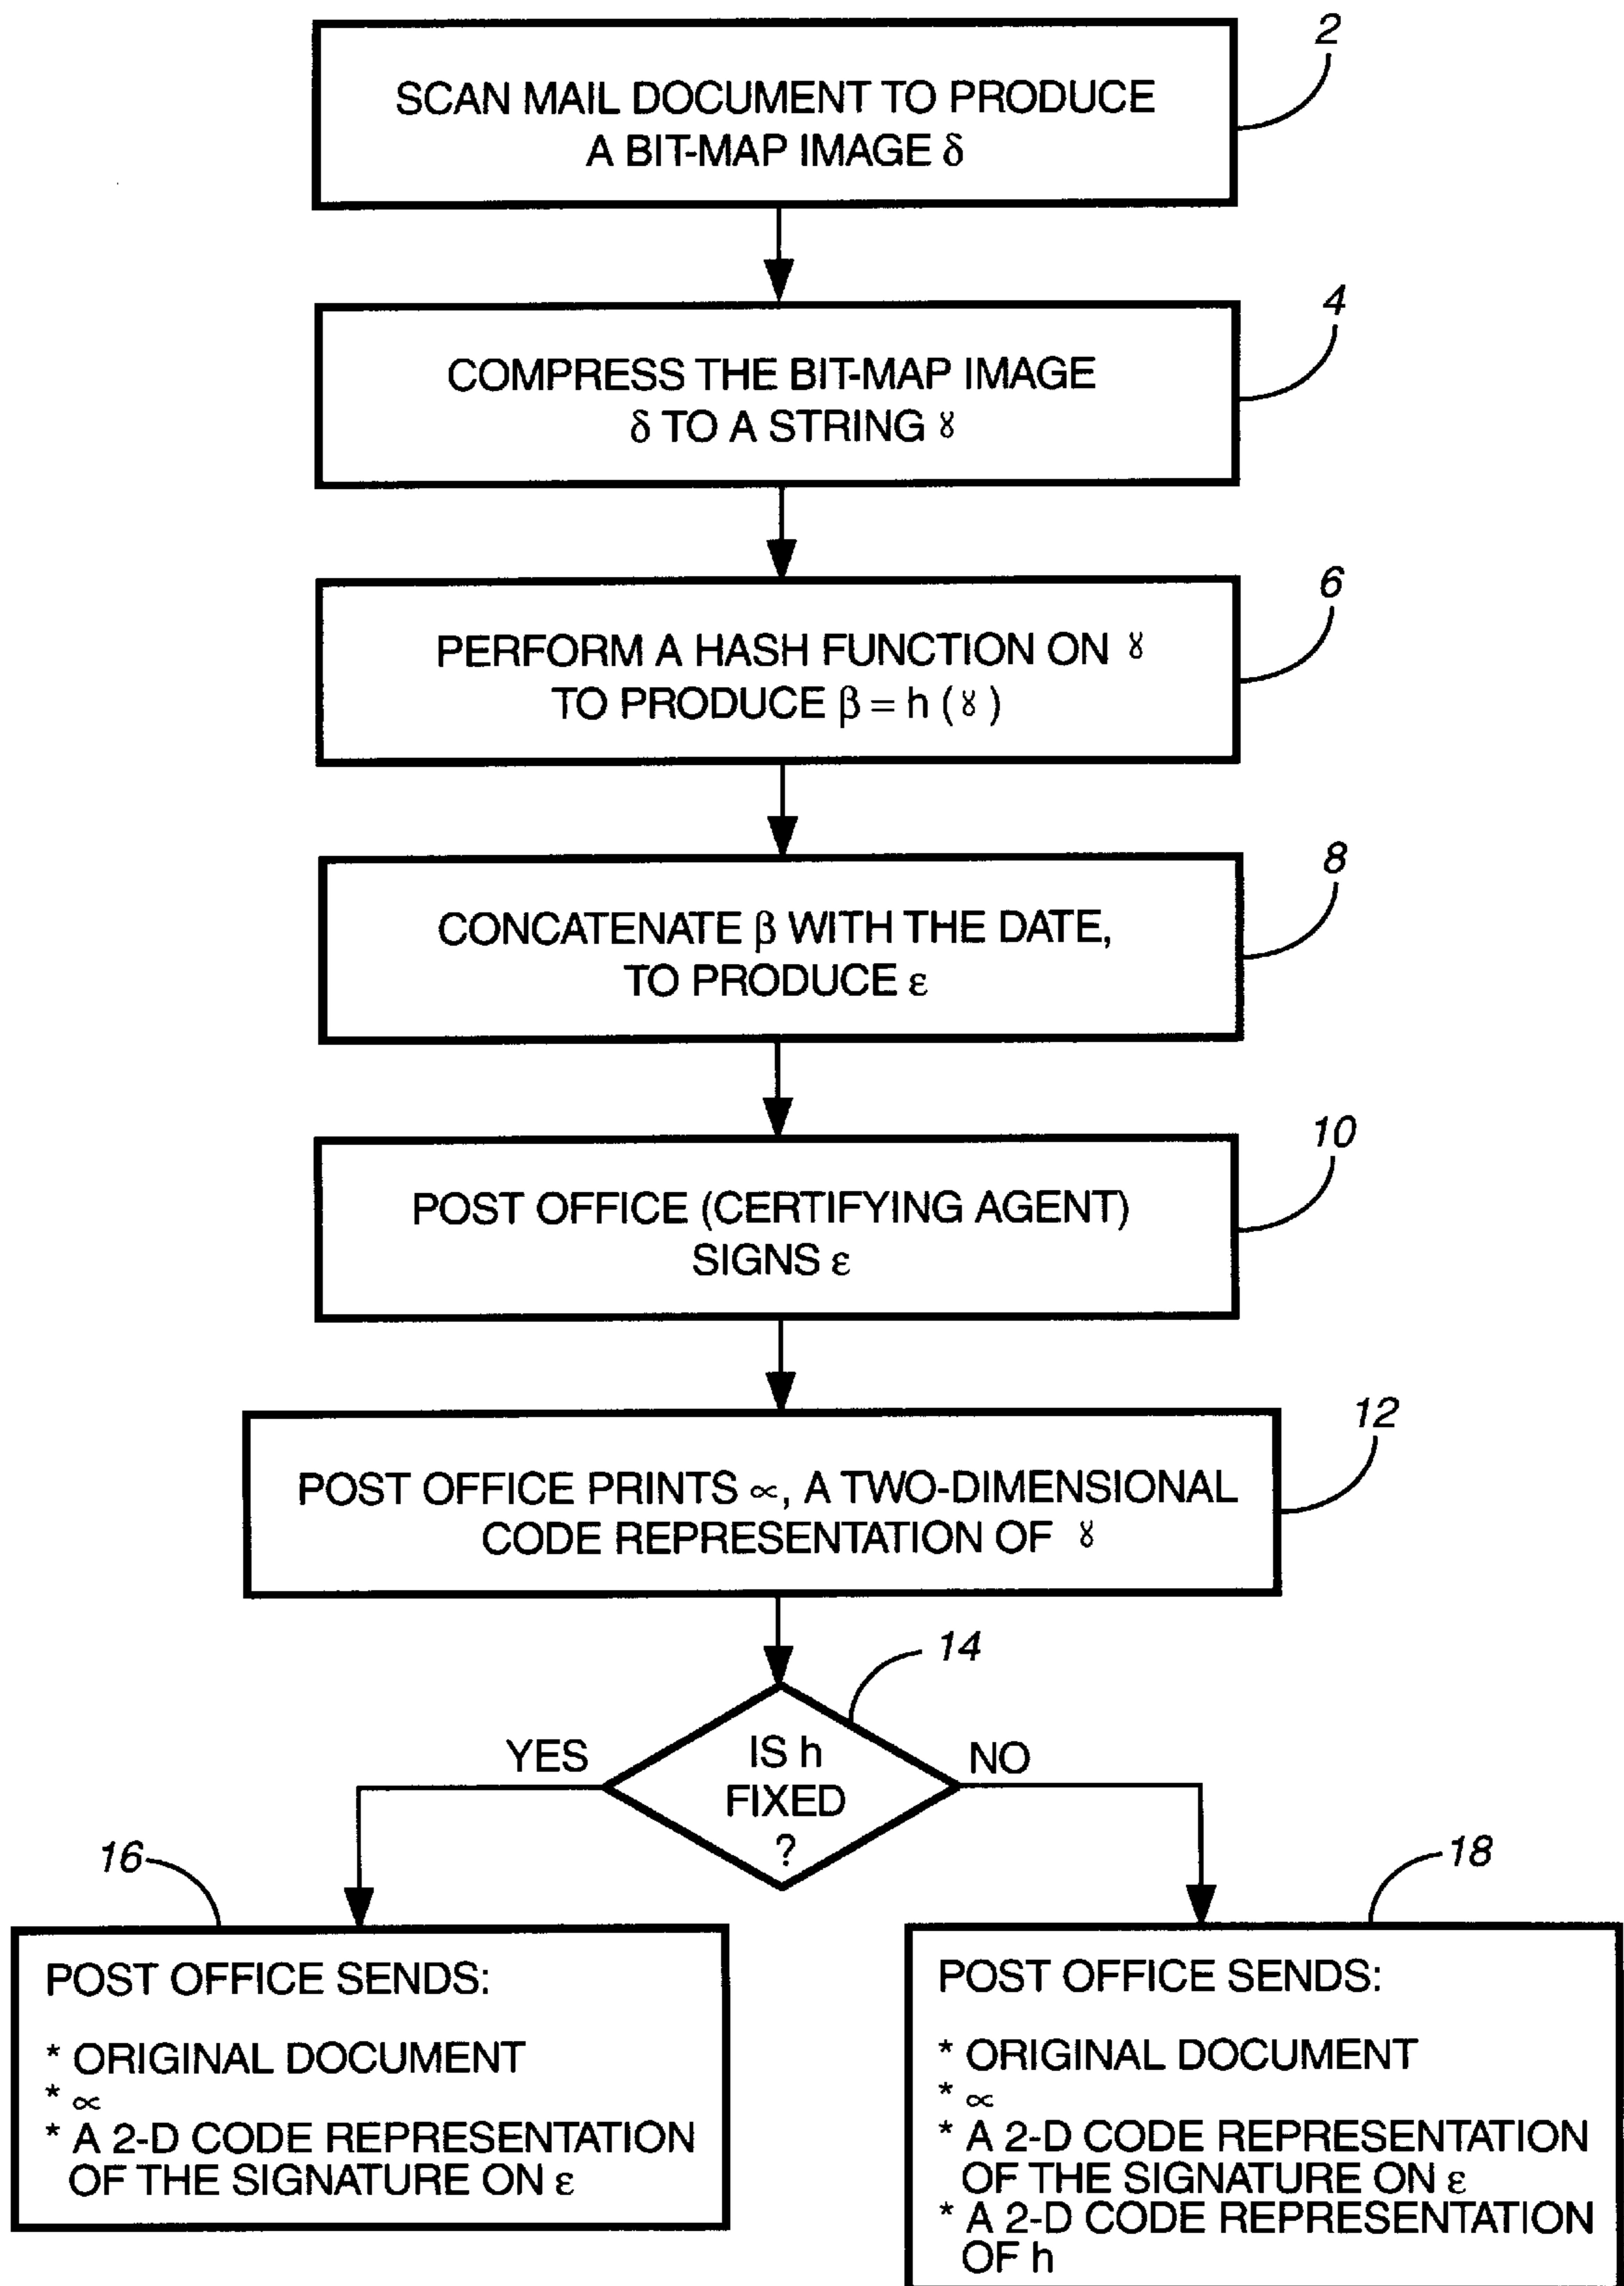 2
SCAN MAIL DOCUMENT TO PRODUCE
A BIT-MAP IMAGE δ
4
COMPRESS THE BIT-MAP IMAGE
δ TO A STRING ɣ
6
PERFORM A HASH FUNCTION ON ɣ
TO PRODUCE β = h ( ɣ )
8
CONCATENATE β WITH THE DATE,
TO PRODUCE ε
10
POST OFFICE (CERTIFYING AGENT)
SIGNS ε
12
POST OFFICE PRINTS ∝, A TWO-DIMENSIONAL
CODE REPRESENTATION OF ɣ
14
YES
IS h
FIXED
?
NO
16
POST OFFICE SENDS:
* ORIGINAL DOCUMENT
* ∝
* A 2-D CODE REPRESENTATION
OF THE SIGNATURE ON ε
18
POST OFFICE SENDS:
* ORIGINAL DOCUMENT
* ∝
* A 2-D CODE REPRESENTATION
OF THE SIGNATURE ON ε
* A 2-D CODE REPRESENTATION
OF h